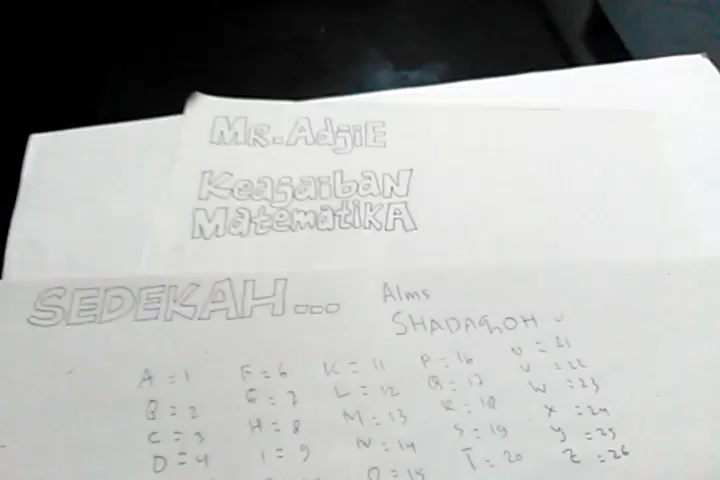 MR. AdjiE
Keajaiban
MatematiKA
SEDEKAH...
Alms
SHADAQOH
A = 1 F = 6 K = 11 P = 16 U = 21
B = 2 G = 7 L = 12 Q = 17 V = 22
C = 3 H = 8 M = 13 R = 18 W = 23
D = 4 I = 9 N = 14 S = 19 X = 24
O = 15 T = 20 Y = 25
Z = 26